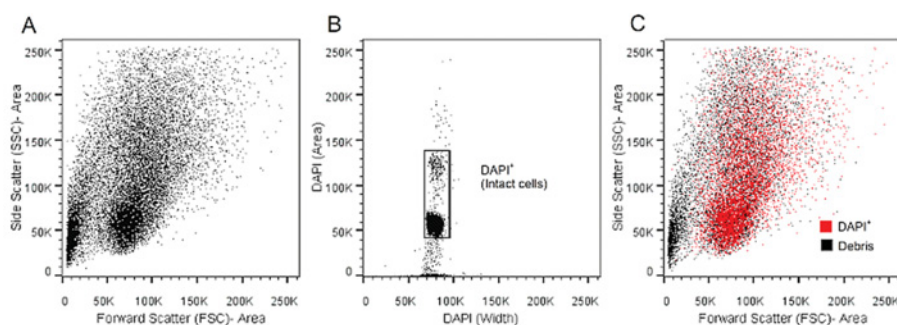 A
Side Scatter (SSC)- Area
250K
200K
150K
100K
50K
0
0 50K 100K 150K 200K 250K
Forward Scatter (FSC)- Area
B
DAPI (Area)
250K
200K
150K
100K
50K
0
DAPI+
(Intact cells)
0 50K 100K 150K 200K 250K
DAPI (Width)
C
Side Scatter (SSC)- Area
250K
200K
150K
100K
50K
0
DAPI+
Debris
0 50K 100K 150K 200K 250K
Forward Scatter (FSC)- Area